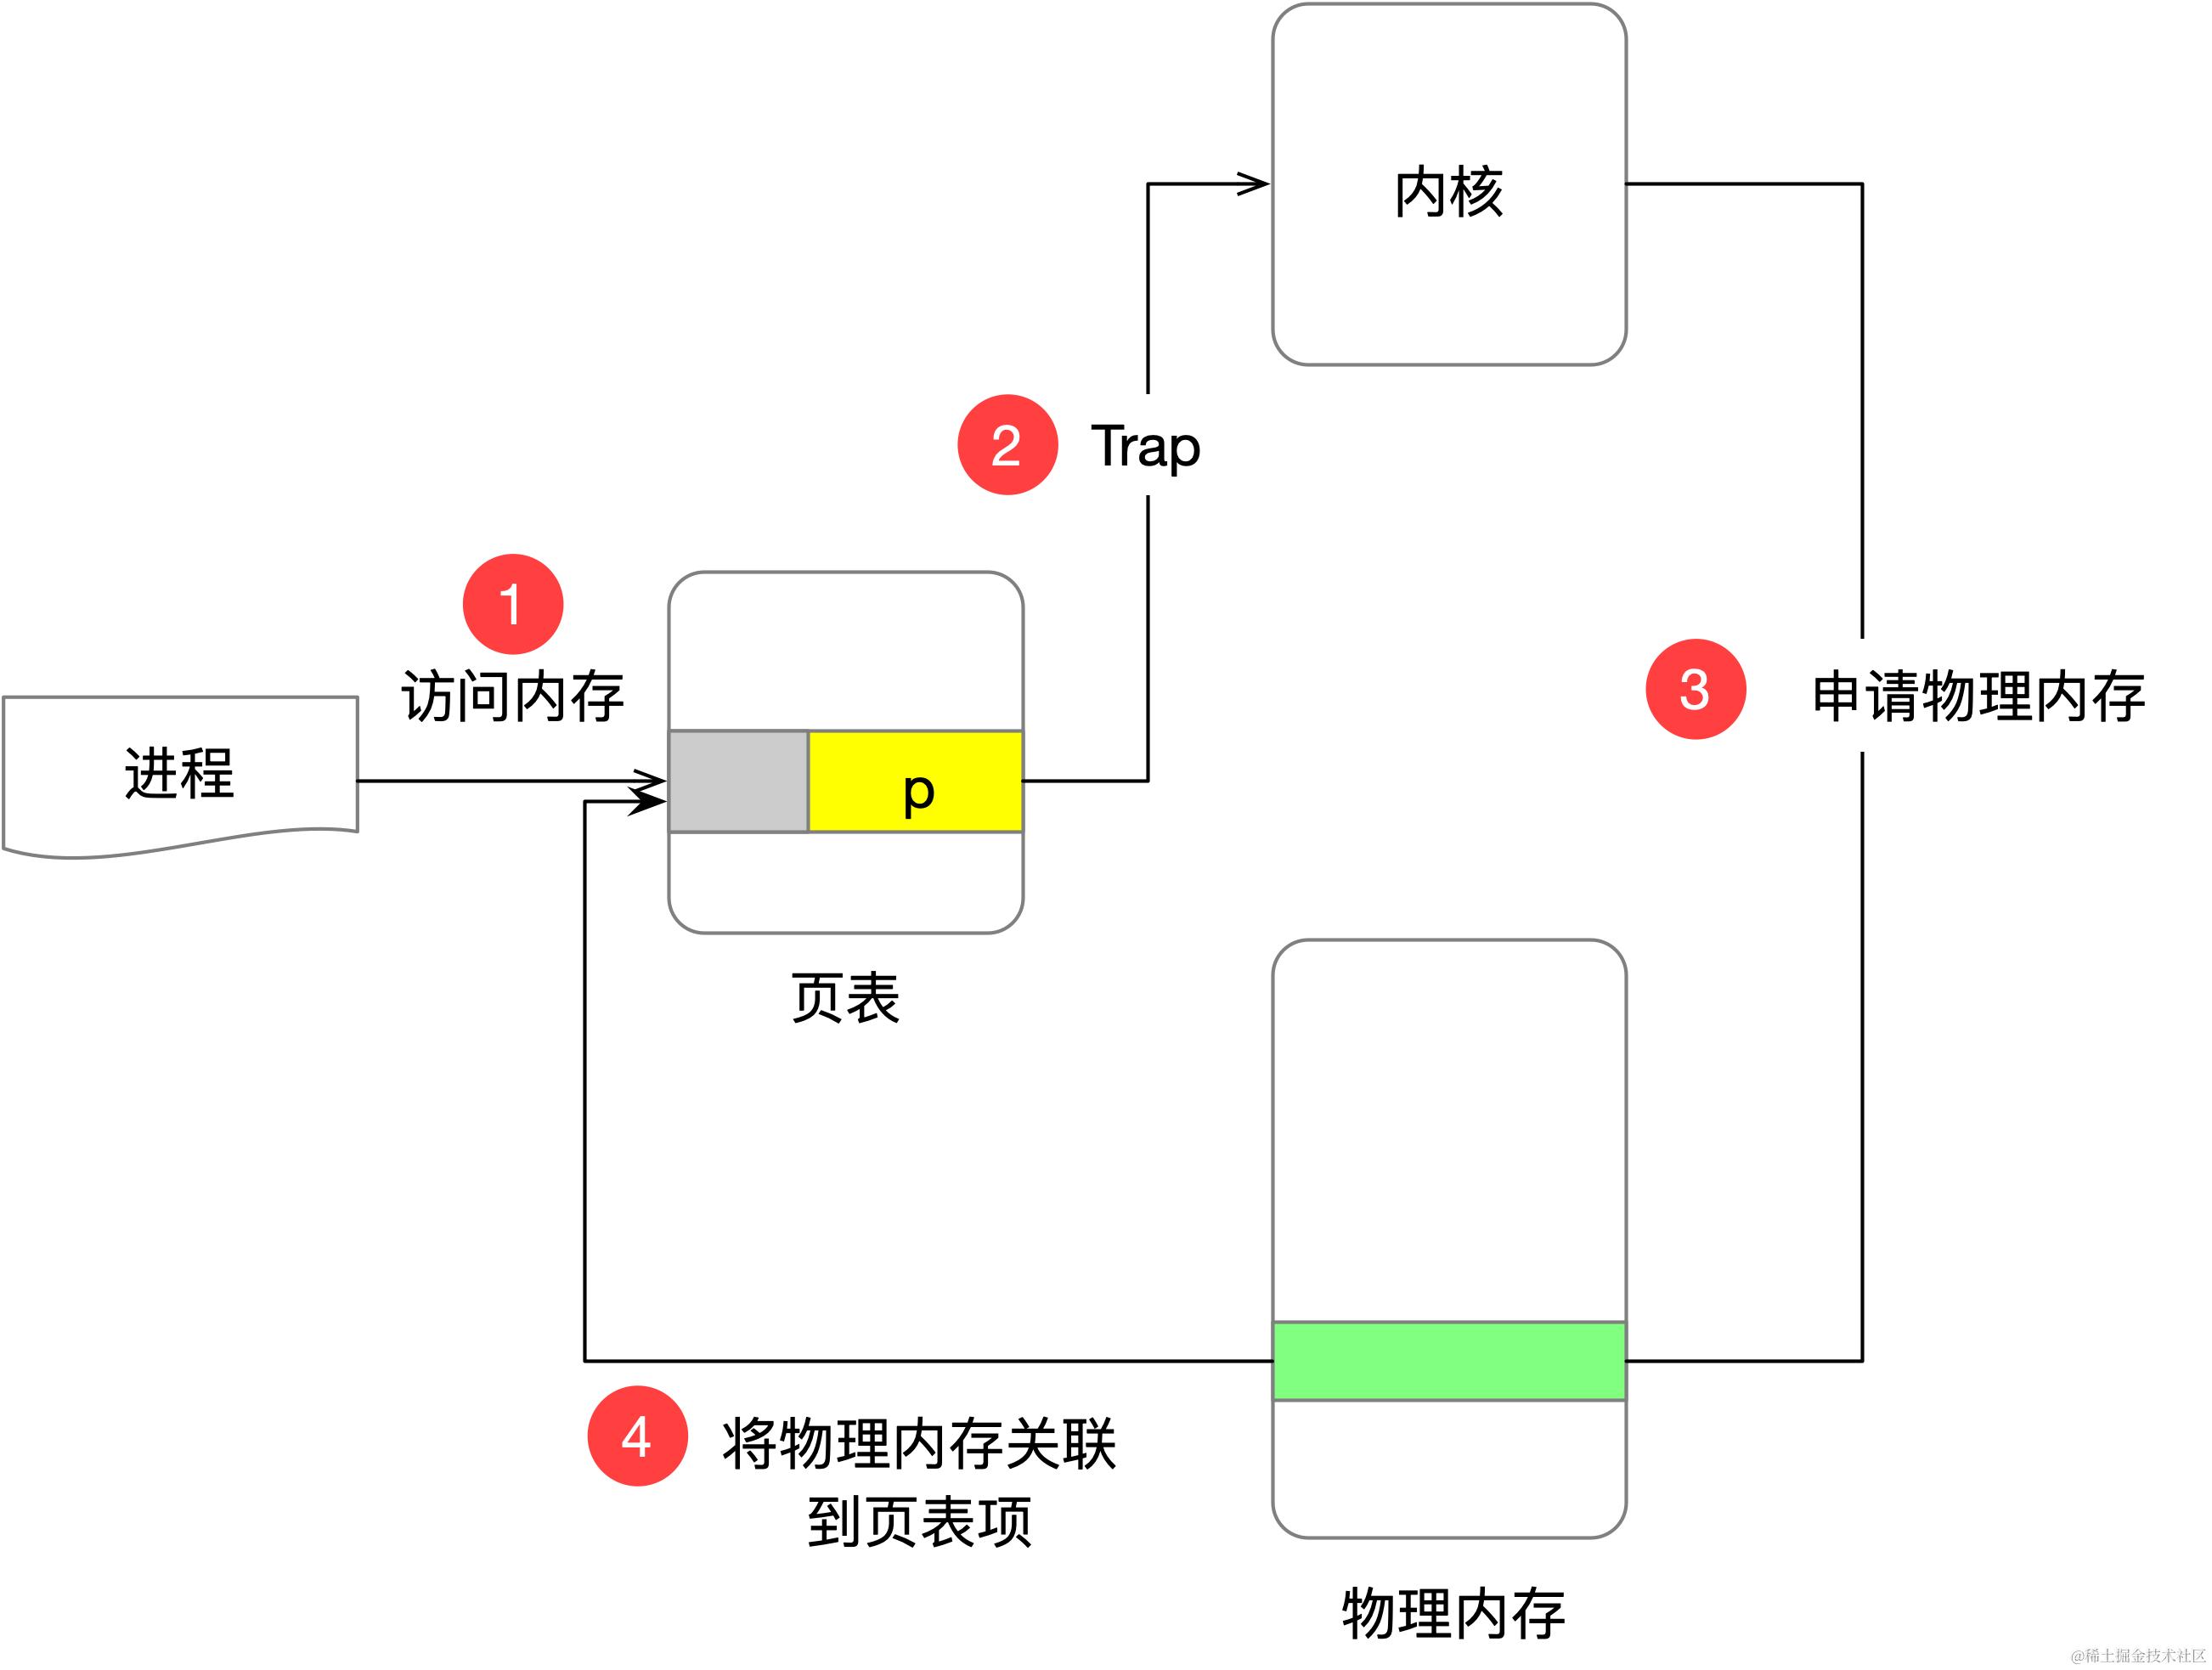 内核
2
Trap
1
访问内存
3
申请物理内存
进程
p
页表
4
将物理内存关联
到页表项
物理内存
@稀土掘金技术社区